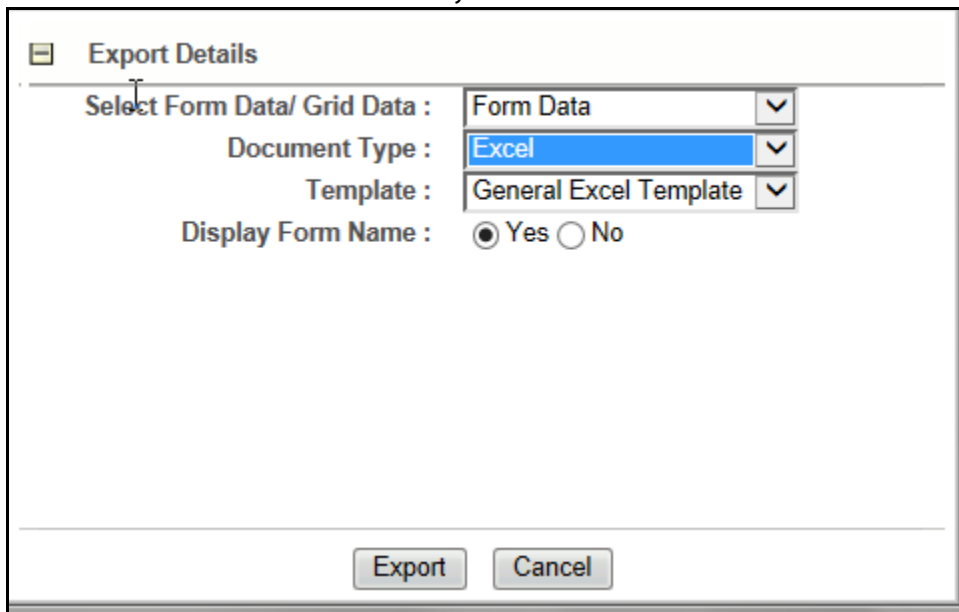 Export Details
Select Form Data/ Grid Data : Form Data
Document Type : Excel
Template : General Excel Template
Display Form Name : Yes No
Export Cancel